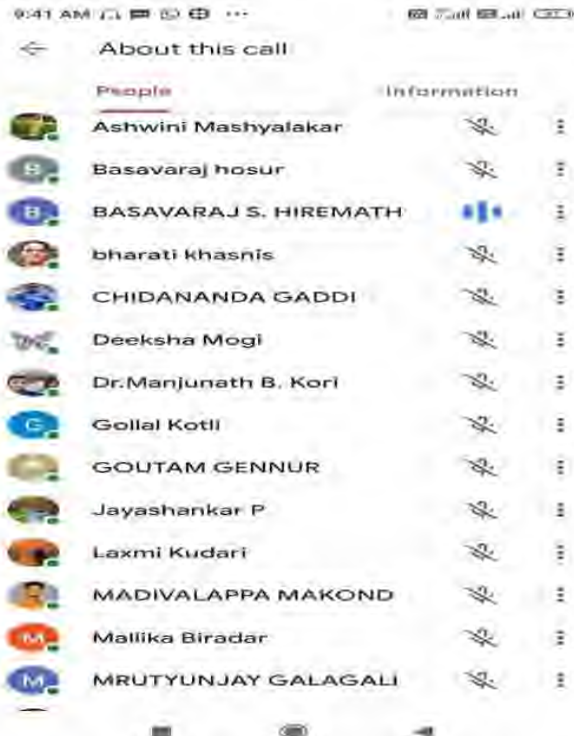 9:41 AM
About this call
People Information
Ashwini Mashyalakar
B Basavaraj hosur
B BASAVARAJ S. HIREMATH
bharati khasnis
CHIDANANDA GADDI
Deeksha Mogi
Dr.Manjunath B. Kori
G Gollal Kotli
GOUTAM GENNUR
Jayashankar P
Laxmi Kudari
MADIVALAPPA MAKOND
M Mallika Biradar
M MRUTYUNJAY GALAGALI